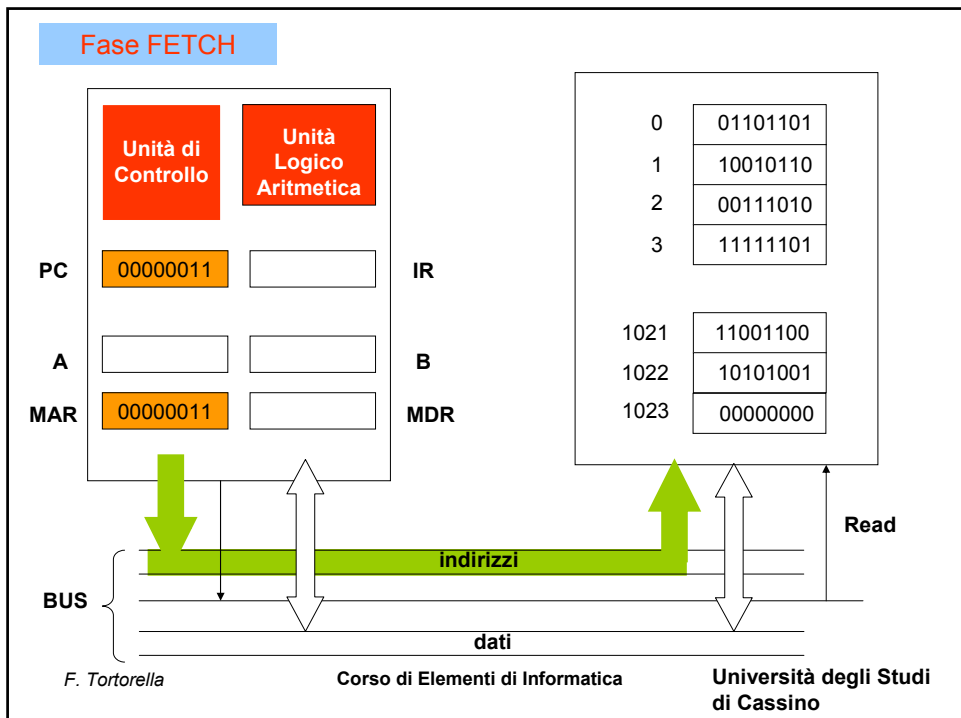 Fase FETCH
Unità di
Controllo
Unità
Logico
Aritmetica
PC
00000011
IR
A
B
MAR
00000011
MDR
0
01101101
1
10010110
2
00111010
3
11111101
1021
11001100
1022
10101001
1023
00000000
Read
indirizzi
BUS
dati
F. Tortorella
Corso di Elementi di Informatica
Università degli Studi
di Cassino